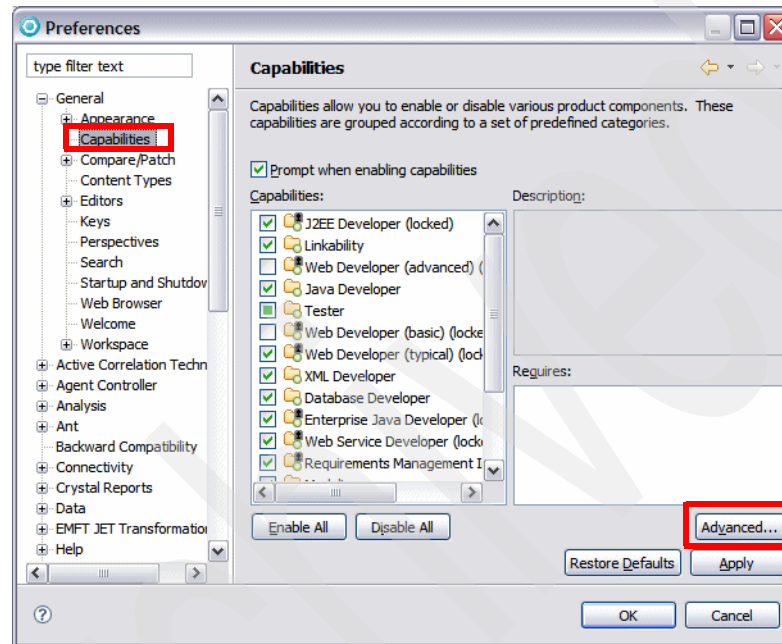 Preferences
type filter text
General
Appearance
Capabilities
Compare/Patch
Content Types
Editors
Keys
Perspectives
Search
Startup and Shutdow
Web Browser
Welcome
Workspace
Active Correlation Techn
Agent Controller
Analysis
Ant
Backward Compatibility
Connectivity
Crystal Reports
Data
EMFT JET Transformation
Help
Capabilities
Capabilities allow you to enable or disable various product components. These
capabilities are grouped according to a set of predefined categories.
Prompt when enabling capabilities
Capabilities:
J2EE Developer (locked)
Linkability
Web Developer (advanced) (
Java Developer
Tester
Web Developer (basic) (locke
Web Developer (typical) (lock
XML Developer
Database Developer
Enterprise Java Developer (lo
Web Service Developer (locke
Requirements Management I
Description:
Requires:
Enable All
Disable All
Advanced...
Restore Defaults
Apply
OK
Cancel